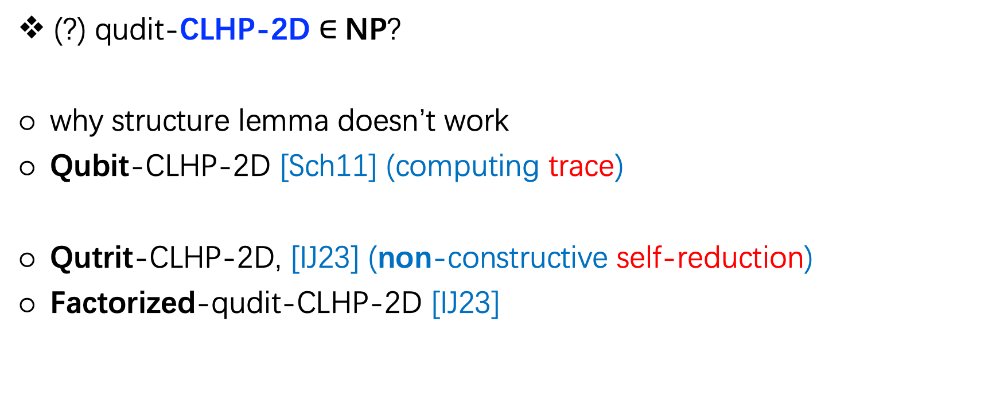 ❖ (?) qudit-CLHP-2D ∈ NP?
○ why structure lemma doesn't work
○ Qubit-CLHP-2D [Sch11] (computing trace)
○ Qutrit-CLHP-2D, [IJ23] (non-constructive self-reduction)
○ Factorized-qudit-CLHP-2D [IJ23]